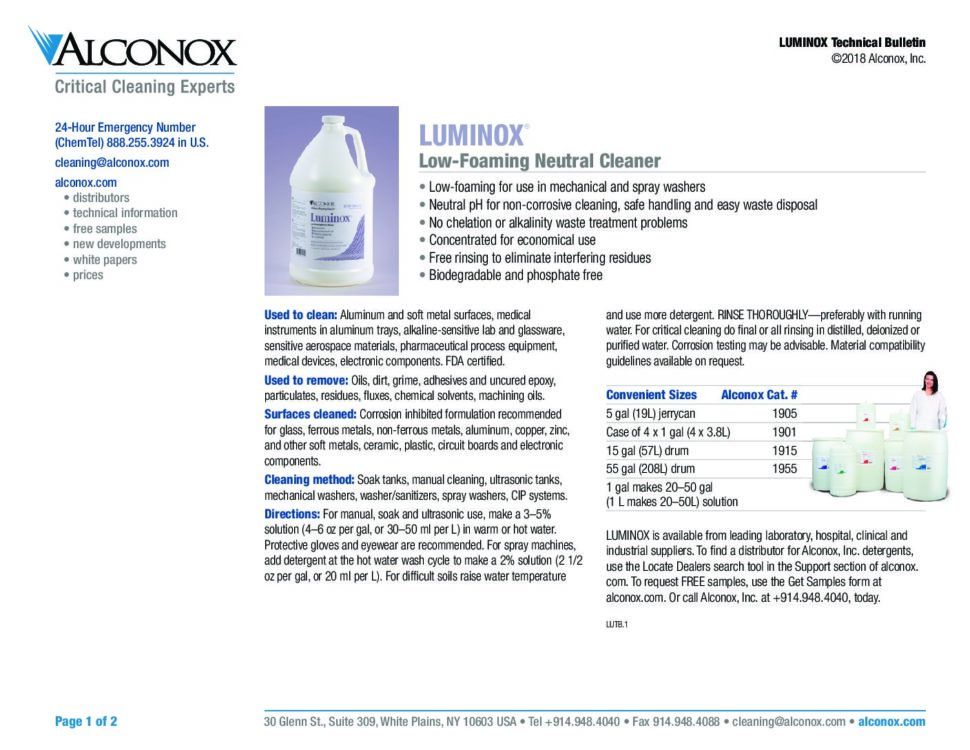 ALCONOX
Critical Cleaning Experts
LUMINOX Technical Bulletin
©2018 Alconox, Inc.
24-Hour Emergency Number
(ChemTel) 888.255.3924 in U.S.
cleaning@alconox.com
alconox.com
• distributors
• technical information
• free samples
• new developments
• white papers
• prices
ALCONOX
Luminox
LUMINOX®
Low-Foaming Neutral Cleaner
• Low-foaming for use in mechanical and spray washers
• Neutral pH for non-corrosive cleaning, safe handling and easy waste disposal
• No chelation or alkalinity waste treatment problems
• Concentrated for economical use
• Free rinsing to eliminate interfering residues
• Biodegradable and phosphate free
Used to clean: Aluminum and soft metal surfaces, medical
instruments in aluminum trays, alkaline-sensitive lab and glassware,
sensitive aerospace materials, pharmaceutical process equipment,
medical devices, electronic components. FDA certified.
Used to remove: Oils, dirt, grime, adhesives and uncured epoxy,
particulates, residues, fluxes, chemical solvents, machining oils.
Surfaces cleaned: Corrosion inhibited formulation recommended
for glass, ferrous metals, non-ferrous metals, aluminum, copper, zinc,
and other soft metals, ceramic, plastic, circuit boards and electronic
components.
Cleaning method: Soak tanks, manual cleaning, ultrasonic tanks,
mechanical washers, washer/sanitizers, spray washers, CIP systems.
Directions: For manual, soak and ultrasonic use, make a 3–5%
solution (4–6 oz per gal, or 30–50 ml per L) in warm or hot water.
Protective gloves and eyewear are recommended. For spray machines,
add detergent at the hot water wash cycle to make a 2% solution (2 1/2
oz per gal, or 20 ml per L). For difficult soils raise water temperature
and use more detergent. RINSE THOROUGHLY—preferably with running
water. For critical cleaning do final or all rinsing in distilled, deionized or
purified water. Corrosion testing may be advisable. Material compatibility
guidelines available on request.
Convenient Sizes Alconox Cat. #
5 gal (19L) jerrycan 1905
Case of 4 x 1 gal (4 x 3.8L) 1901
15 gal (57L) drum 1915
55 gal (208L) drum 1955
1 gal makes 20–50 gal
(1 L makes 20–50L) solution
LUMINOX is available from leading laboratory, hospital, clinical and
industrial suppliers. To find a distributor for Alconox, Inc. detergents,
use the Locate Dealers search tool in the Support section of alconox.
com. To request FREE samples, use the Get Samples form at
alconox.com. Or call Alconox, Inc. at +914.948.4040, today.
LUTB.1
Page 1 of 2
30 Glenn St., Suite 309, White Plains, NY 10603 USA • Tel +914.948.4040 • Fax 914.948.4088 • cleaning@alconox.com • alconox.com